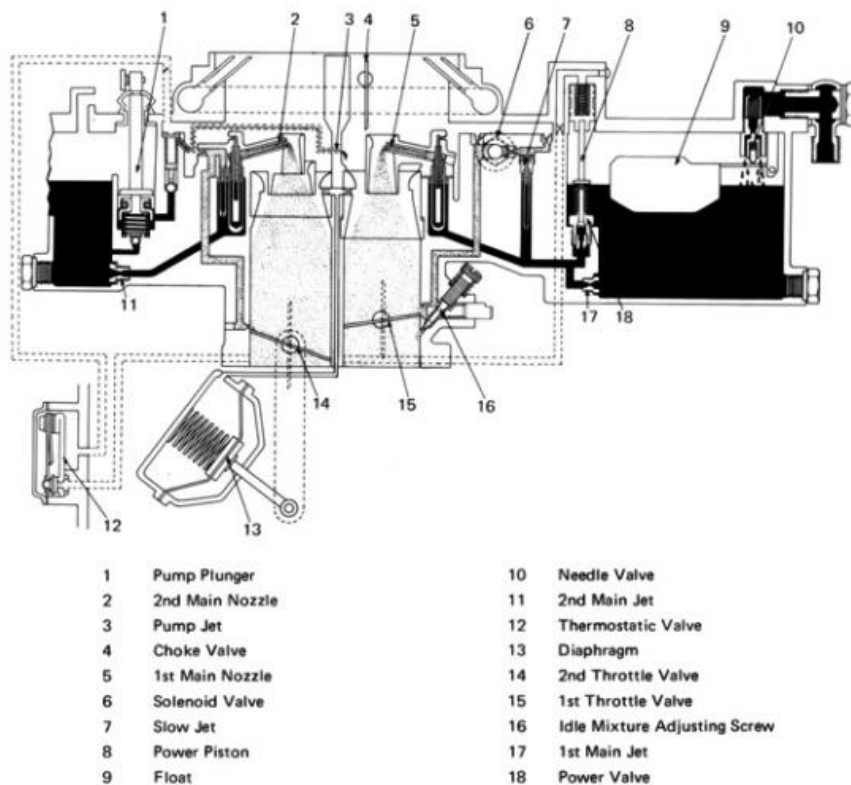 1 2 3 4 5 6 7 8 9 10
11 17 18
14 15 16
12 13
1 Pump Plunger
2 2nd Main Nozzle
3 Pump Jet
4 Choke Valve
5 1st Main Nozzle
6 Solenoid Valve
7 Slow Jet
8 Power Piston
9 Float
10 Needle Valve
11 2nd Main Jet
12 Thermostatic Valve
13 Diaphragm
14 2nd Throttle Valve
15 1st Throttle Valve
16 Idle Mixture Adjusting Screw
17 1st Main Jet
18 Power Valve